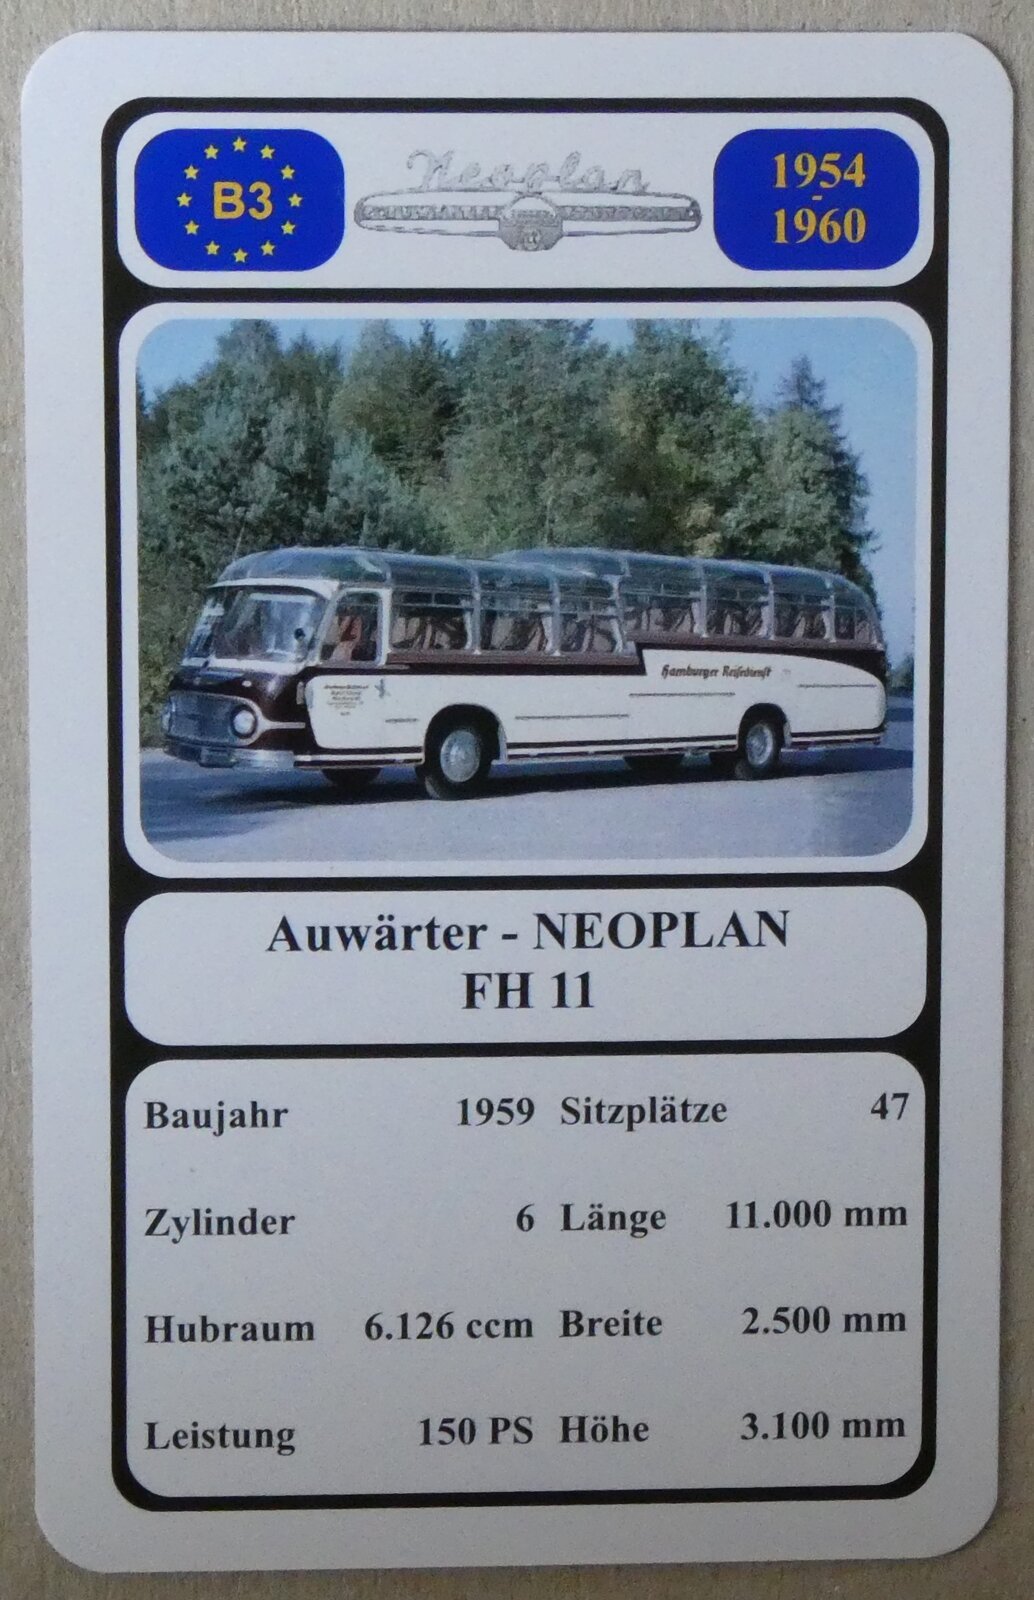 B3
Neoplan
1954
-
1960
Hamburger Reisedienst
Auwärter - NEOPLAN
FH 11
Baujahr 1959 Sitzplätze 47
Zylinder 6 Länge 11.000 mm
Hubraum 6.126 ccm Breite 2.500 mm
Leistung 150 PS Höhe 3.100 mm